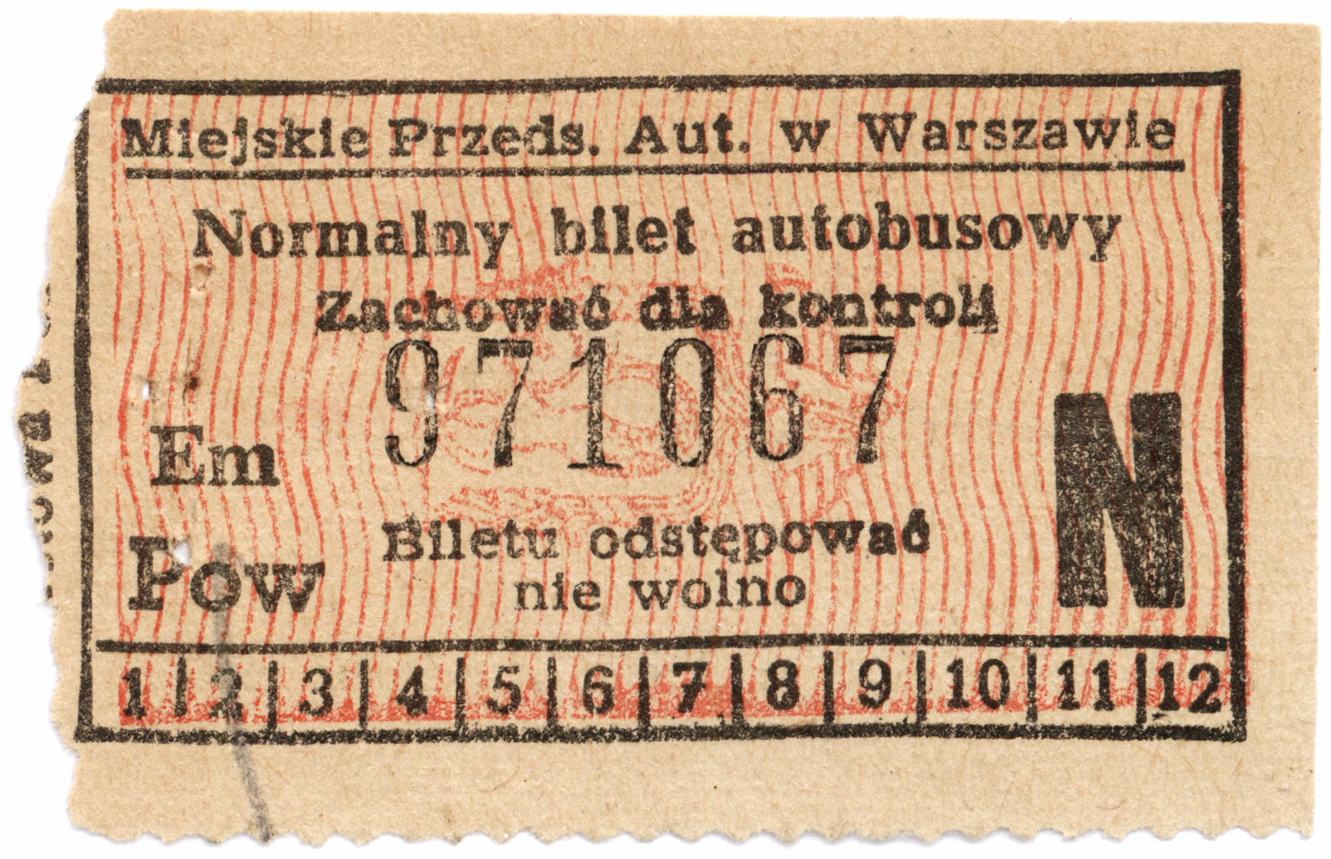 Miejskie Przeds. Aut. w Warszawie
Normalny bilet autobusowy
Zachować dla kontroli
971067
Em
N
Pow
Biletu odstępować
nie wolno
1 2 3 4 5 6 7 8 9 10 11 12